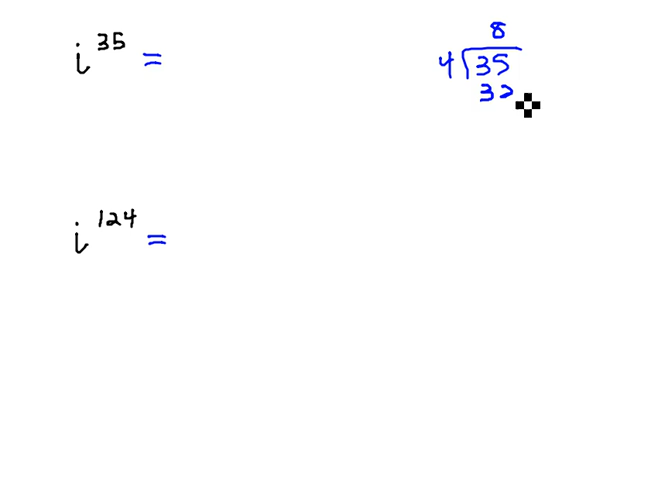 i^35 =
8
4 √35
32
i^124 =